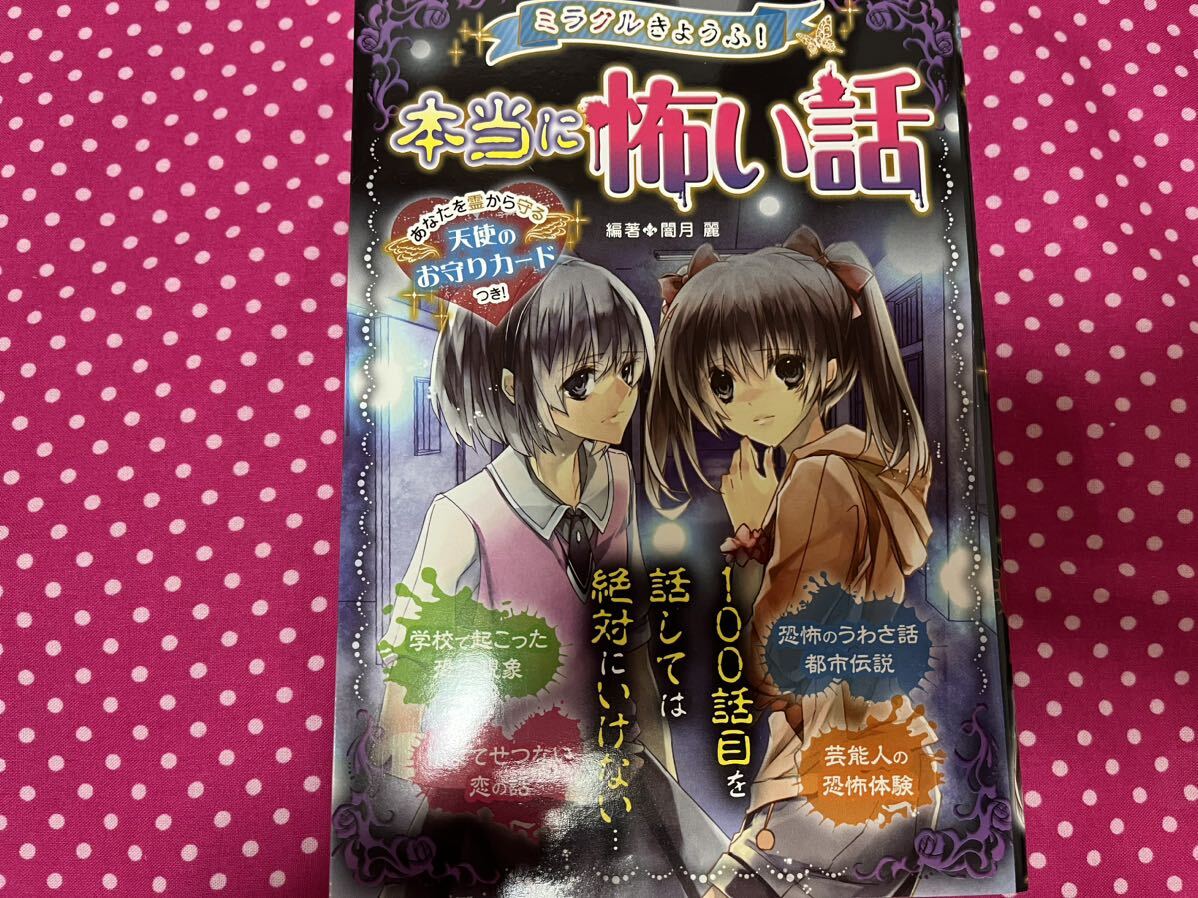 ミラクルきょうふ!
本当に怖い話
あなたを霊から守る
天使の
お守りカード
つき!
編著 闇月 麗
100話目を
話しては
絶対にいけない…
学校で起こった
恐 現象
恐怖のうわさ話
都市伝説
てせつない
恋の話
芸能人の
恐怖体験